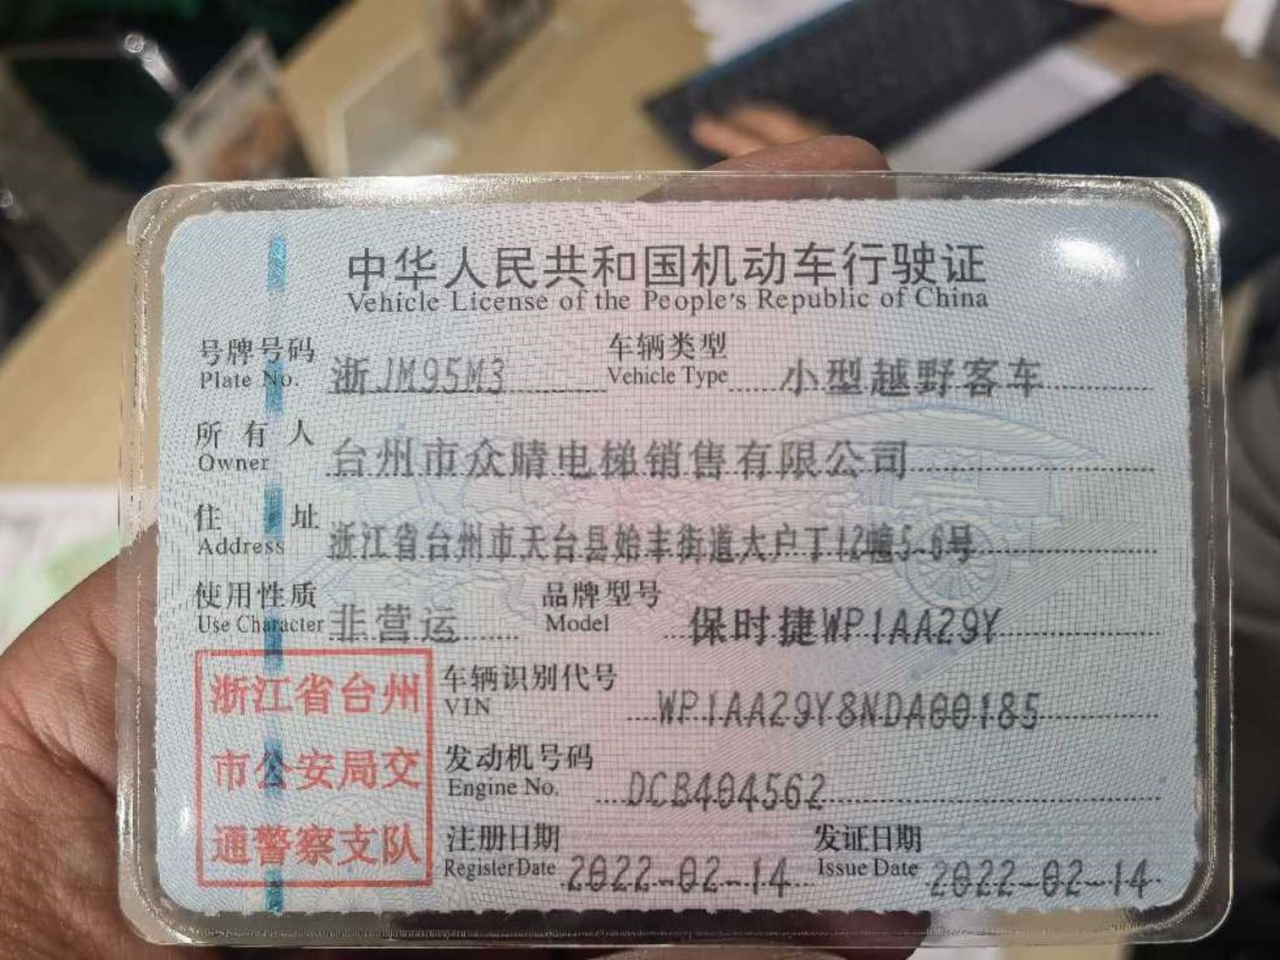 中华人民共和国机动车行驶证
Vehicle License of the People's Republic of China
号牌号码 浙JM95M3 车辆类型 小型越野客车
Plate No. Vehicle Type
所有人 台州市众晴电梯销售有限公司
Owner
住址 浙江省台州市天台县始丰街道大户丁12幢5-6号
Address
使用性质 非营运 品牌型号 保时捷WP1AA29Y
Use Character Model
浙江省台州
市公安局交
通警察支队
车辆识别代号 WP1AA29Y8NDA00185
VIN
发动机号码 DCB404562
Engine No.
注册日期 2022-02-14 发证日期 2022-02-14
Register Date Issue Date